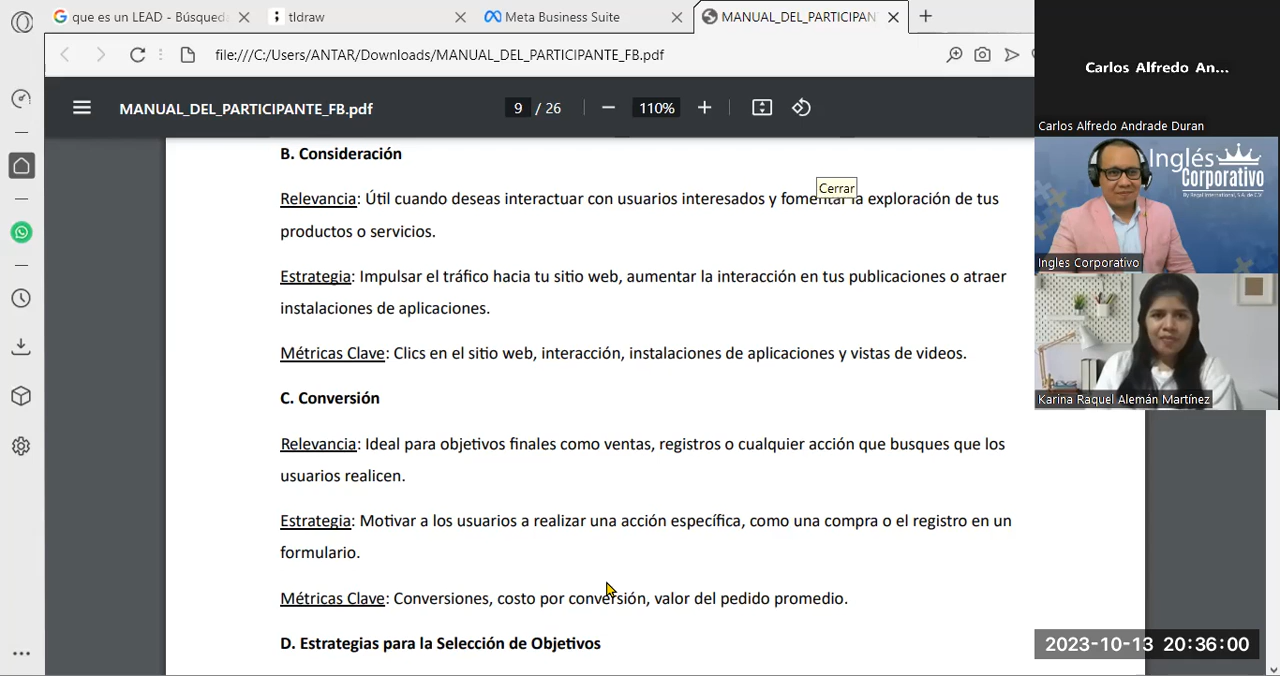 que es un LEAD - Búsqued
tldraw
Meta Business Suite
MANUAL_DEL_PARTICIPAN
file:///C:/Users/ANTAR/Downloads/MANUAL_DEL_PARTICIPANTE_FB.pdf
MANUAL_DEL_PARTICIPANTE_FB.pdf
9 / 26
110%
B. Consideración
Cerrar
Relevancia: Útil cuando deseas interactuar con usuarios interesados y fomentar la exploración de tus
productos o servicios.
Estrategia: Impulsar el tráfico hacia tu sitio web, aumentar la interacción en tus publicaciones o atraer
instalaciones de aplicaciones.
Métricas Clave: Clics en el sitio web, interacción, instalaciones de aplicaciones y vistas de videos.
C. Conversión
Relevancia: Ideal para objetivos finales como ventas, registros o cualquier acción que busques que los
usuarios realicen.
Estrategia: Motivar a los usuarios a realizar una acción específica, como una compra o el registro en un
formulario.
Métricas Clave: Conversiones, costo por conversión, valor del pedido promedio.
D. Estrategias para la Selección de Objetivos
Carlos Alfredo An...
Carlos Alfredo Andrade Duran
Inglés
Corporativo
By Regal International, S.A. de C.V.
Ingles Corporativo
Karina Raquel Alemán Martínez
2023-10-13 20:36:00